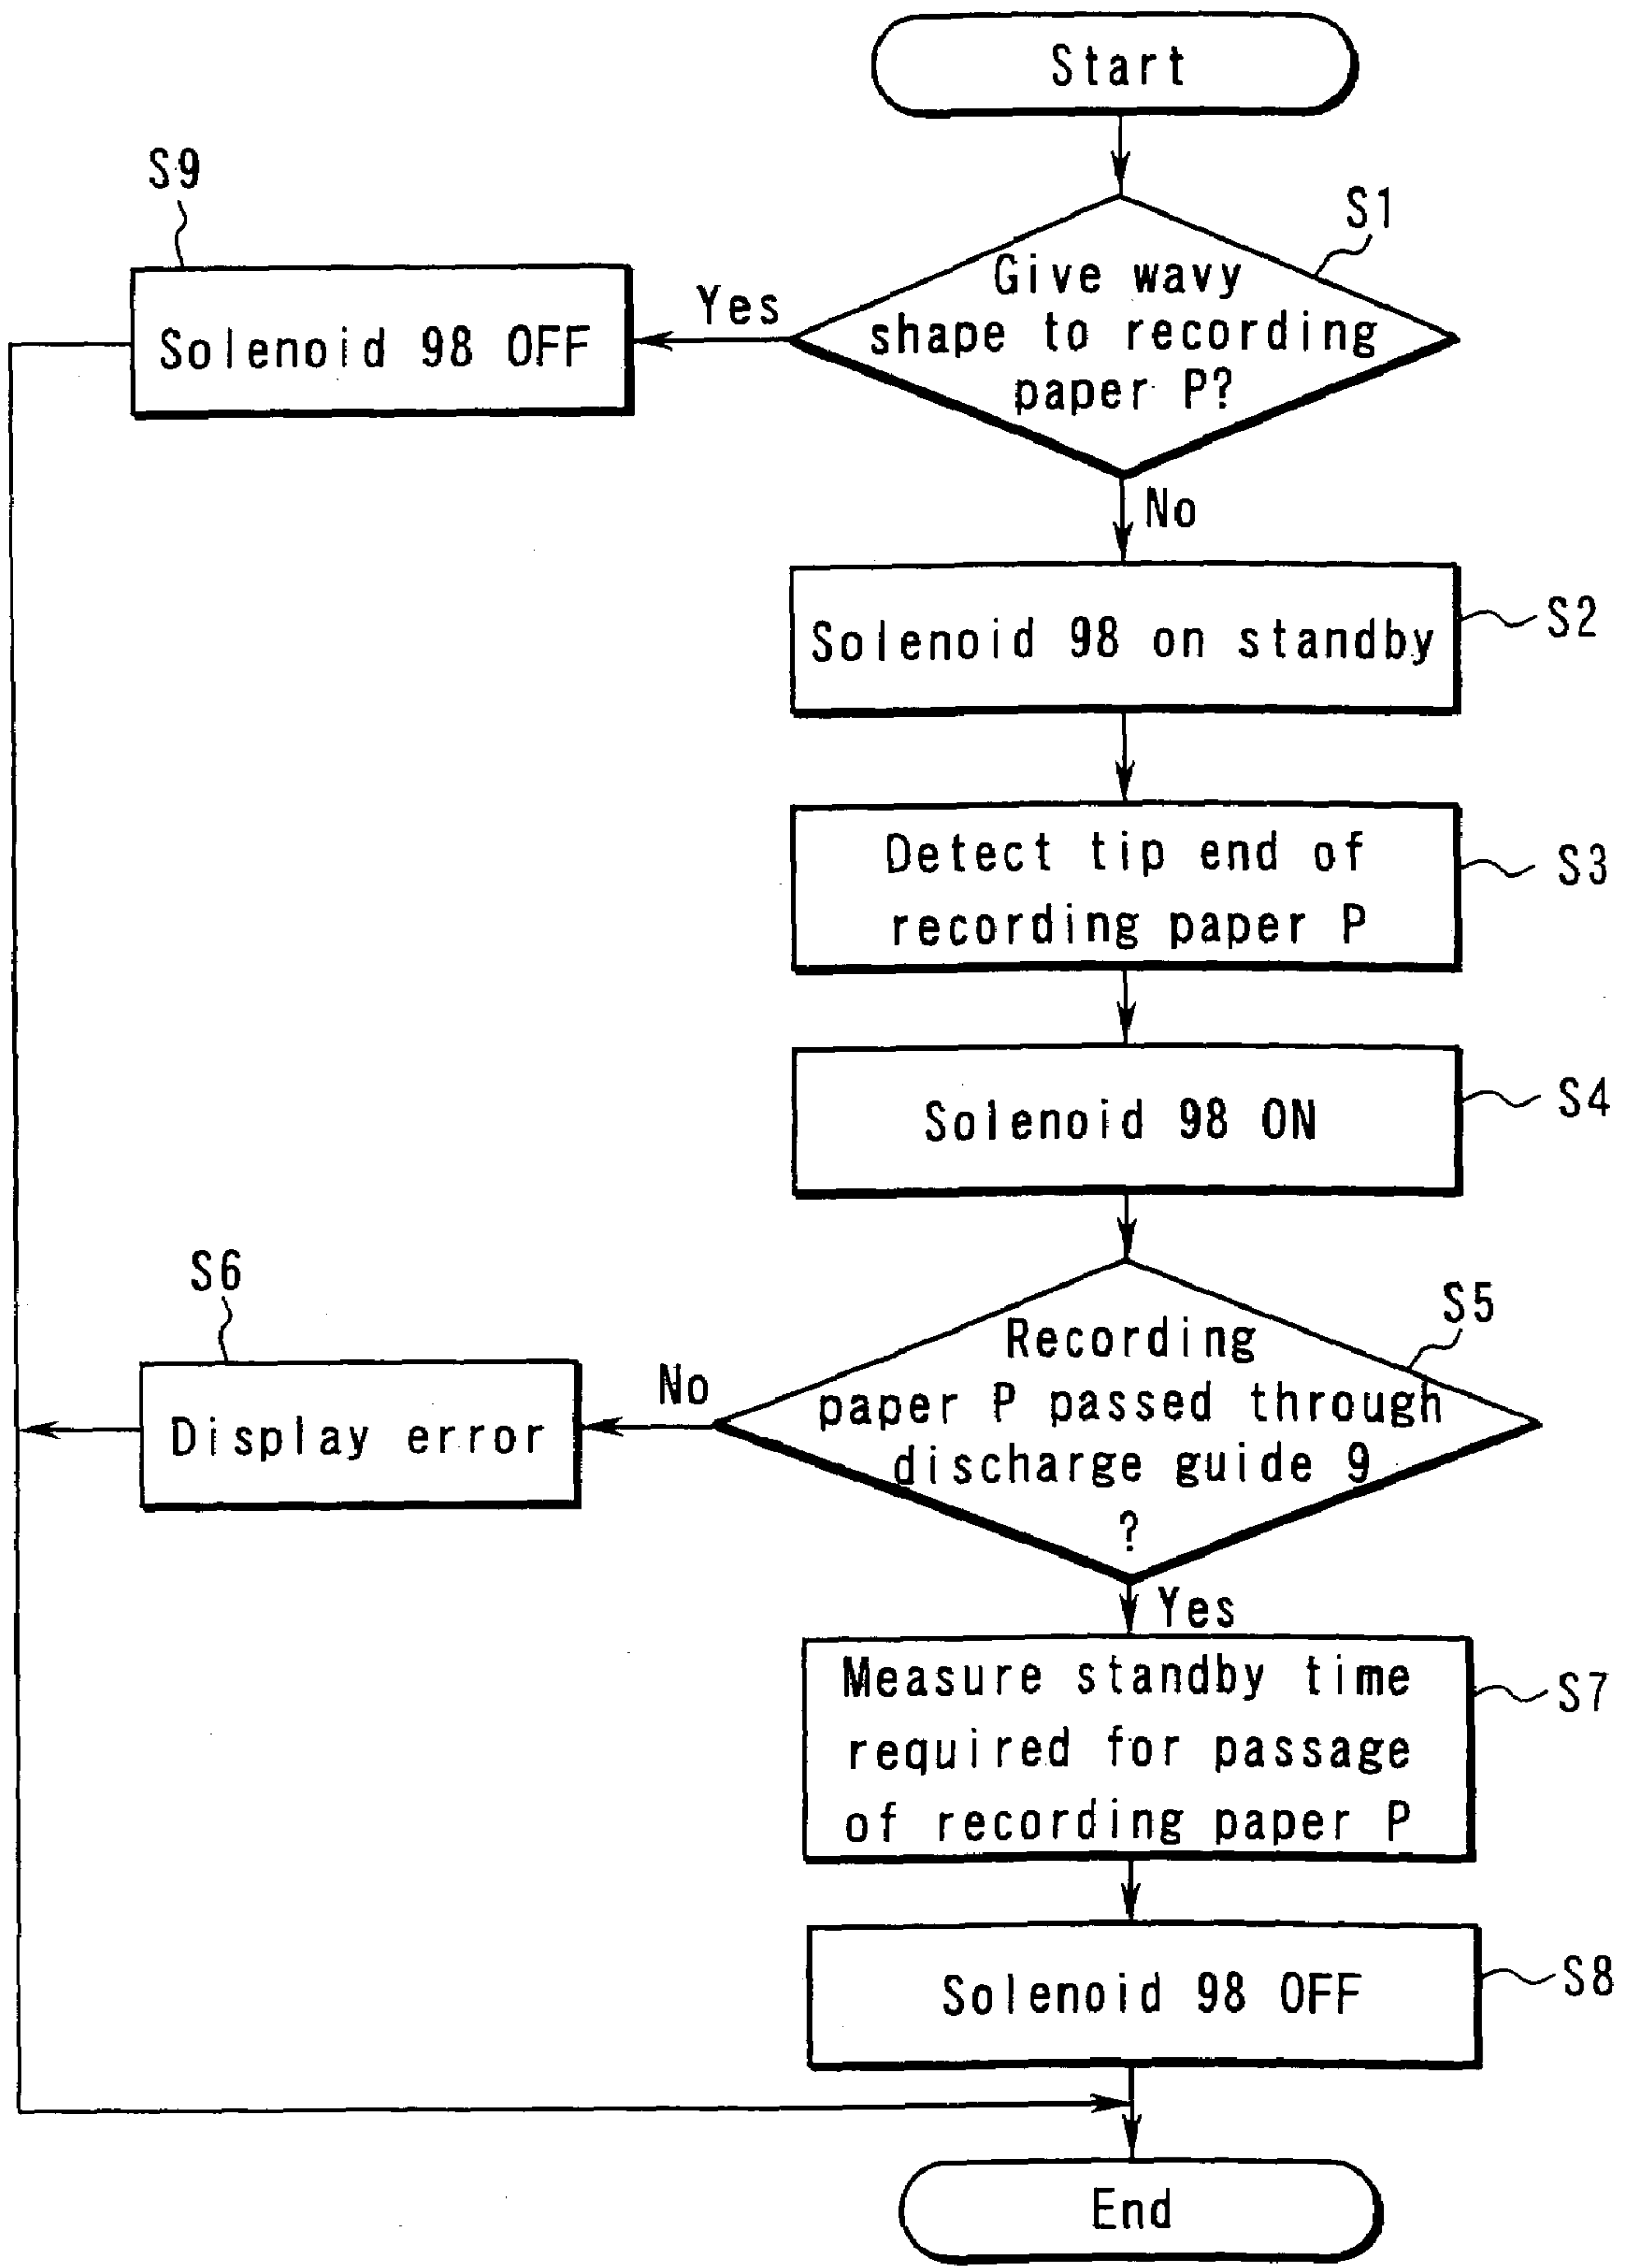 Start
S9
S1
Give wavy
shape to recording
paper P?
Yes
Solenoid 98 OFF
No
Solenoid 98 on standby
S2
Detect tip end of
recording paper P
S3
Solenoid 98 ON
S4
S6
S5
Recording
paper P passed through
discharge guide 9
?
No
Display error
Yes
Measure standby time
required for passage
of recording paper P
S7
Solenoid 98 OFF
S8
End